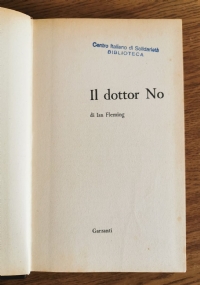 Centro Italiano di Solidarietà
BIBLIOTECA
Il dottor No
di Ian Fleming
Garzanti